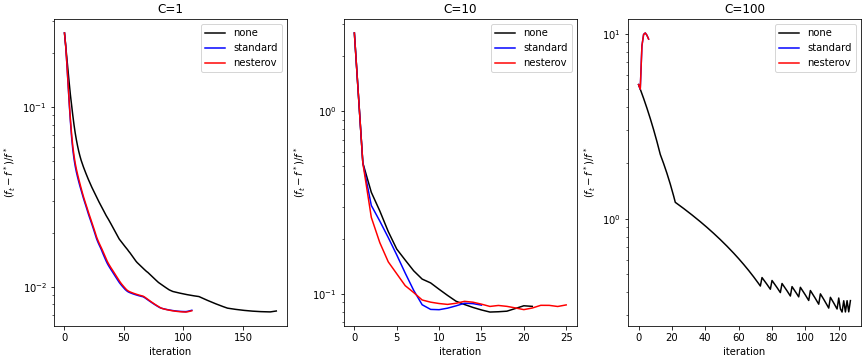 C=1
none
standard
nesterov
10⁻¹
10⁻²
(f_t − f*)/f*
0 50 100 150
iteration
C=10
none
standard
nesterov
10⁰
10⁻¹
(f_t − f*)/f*
0 5 10 15 20 25
iteration
C=100
none
standard
nesterov
10¹
10⁰
(f_t − f*)/f*
0 20 40 60 80 100 120
iteration